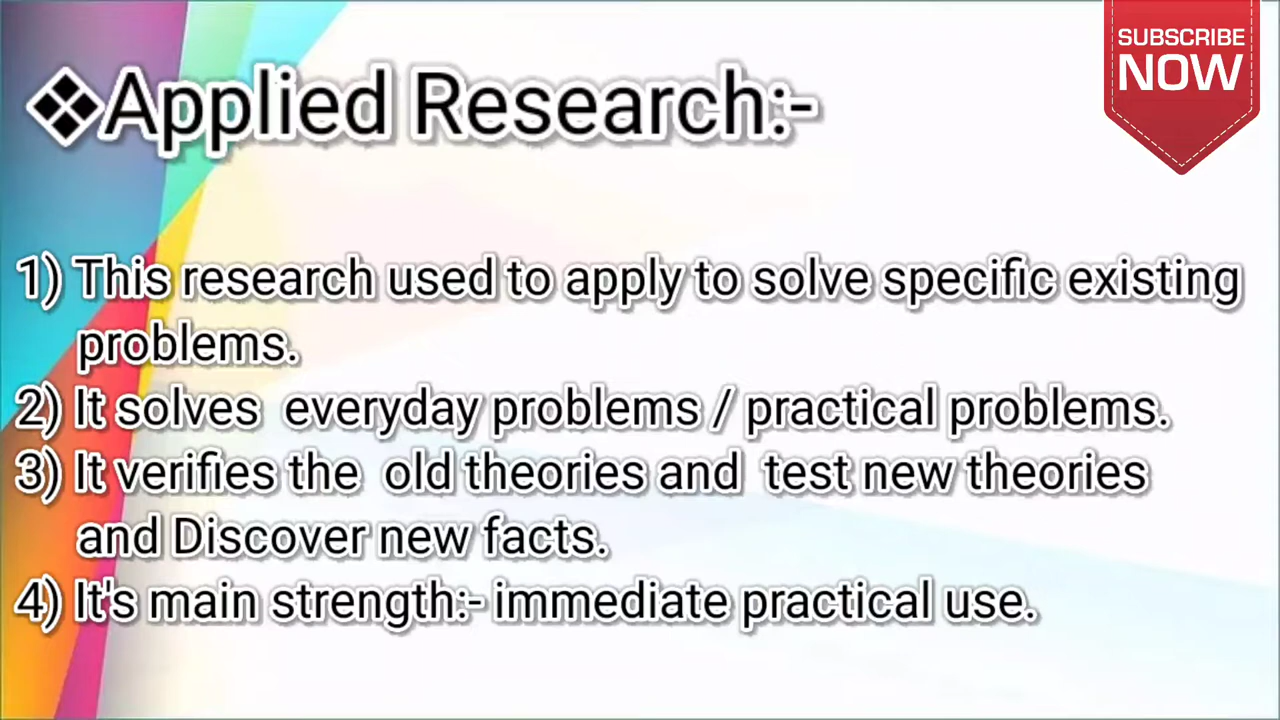 SUBSCRIBE
NOW
❖Applied Research:-
1) This research used to apply to solve specific existing
problems.
2) It solves everyday problems / practical problems.
3) It verifies the old theories and test new theories
and Discover new facts.
4) It's main strength:- immediate practical use.